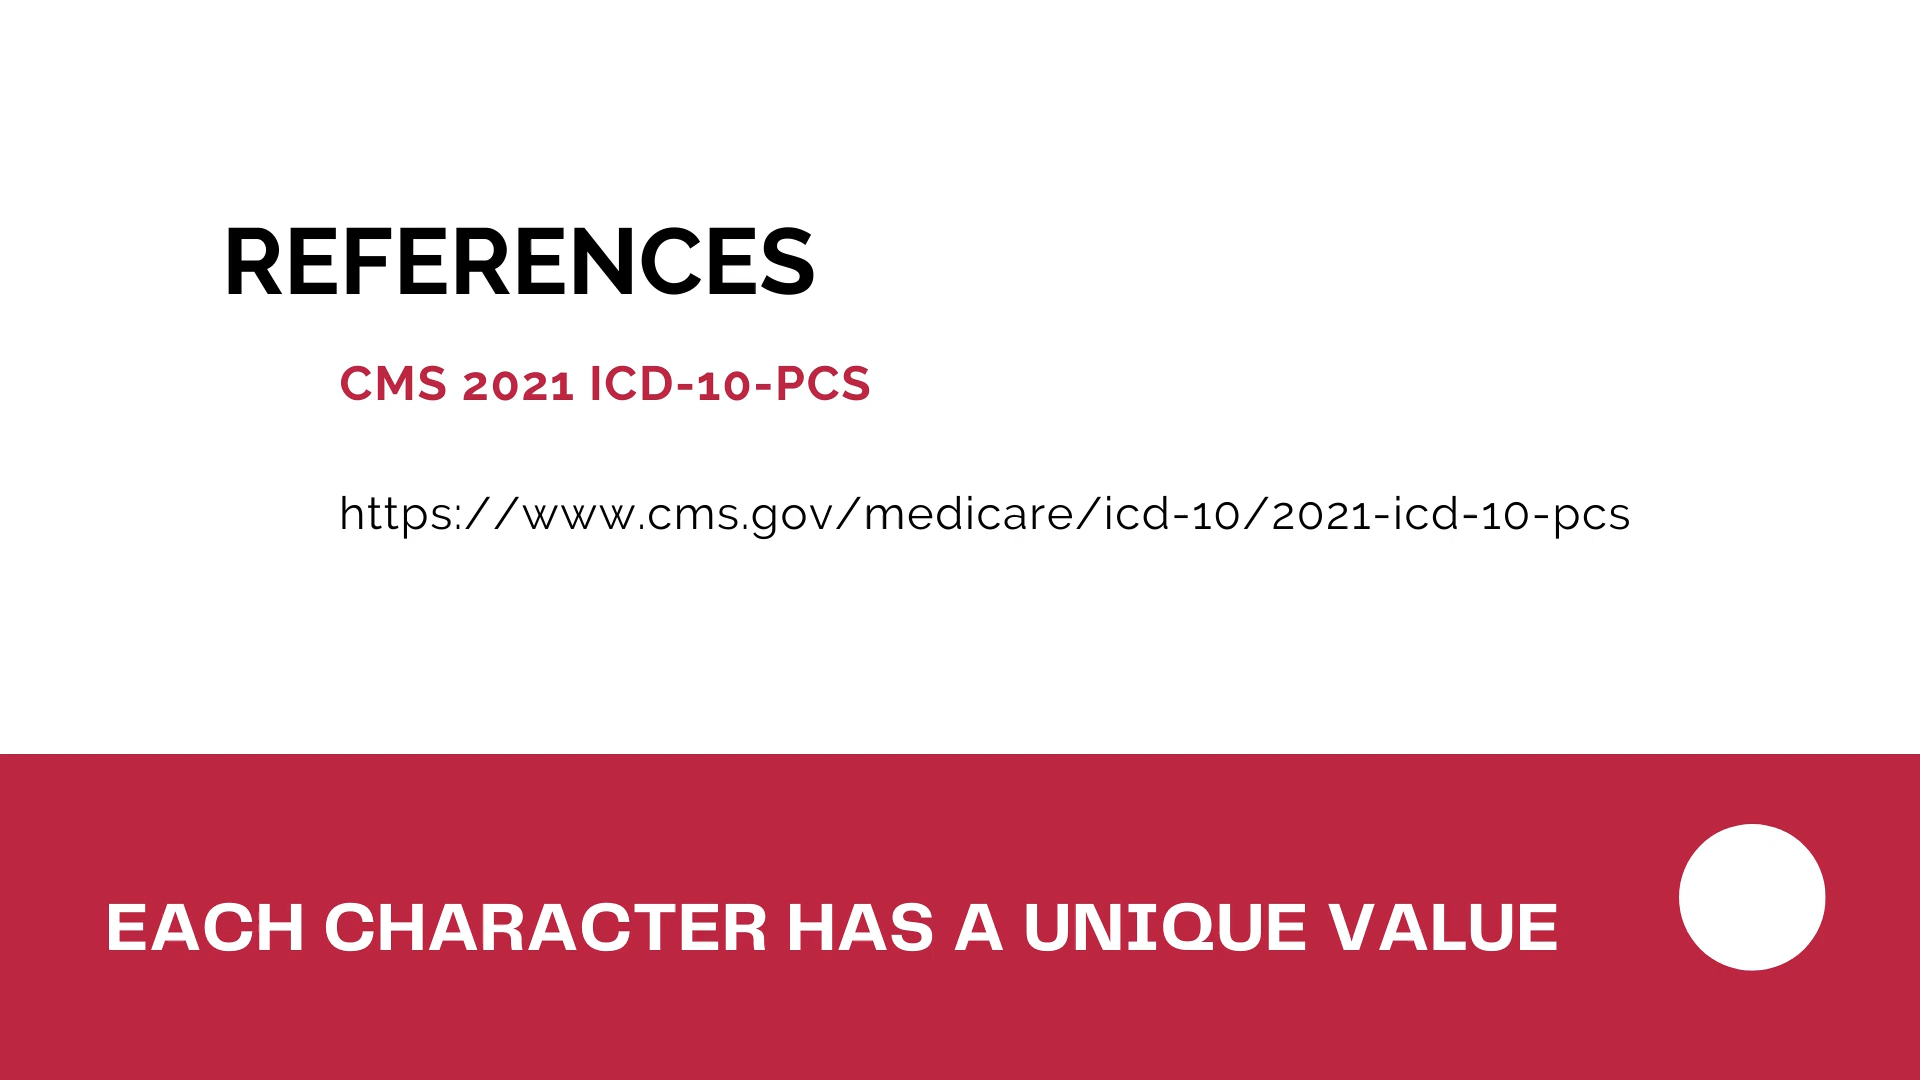 REFERENCES
CMS 2021 ICD-10-PCS
https://www.cms.gov/medicare/icd-10/2021-icd-10-pcs
EACH CHARACTER HAS A UNIQUE VALUE